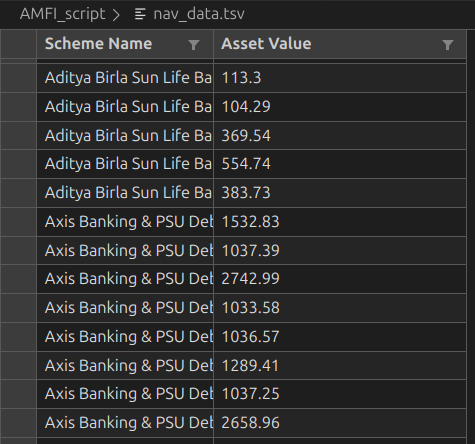 AMFI_script > nav_data.tsv
Scheme Name Asset Value
Aditya Birla Sun Life Ba 113.3
Aditya Birla Sun Life Ba 104.29
Aditya Birla Sun Life Ba 369.54
Aditya Birla Sun Life Ba 554.74
Aditya Birla Sun Life Ba 383.73
Axis Banking & PSU Deb 1532.83
Axis Banking & PSU Deb 1037.39
Axis Banking & PSU Deb 2742.99
Axis Banking & PSU Deb 1033.58
Axis Banking & PSU Deb 1036.57
Axis Banking & PSU Deb 1289.41
Axis Banking & PSU Deb 1037.25
Axis Banking & PSU Deb 2658.96